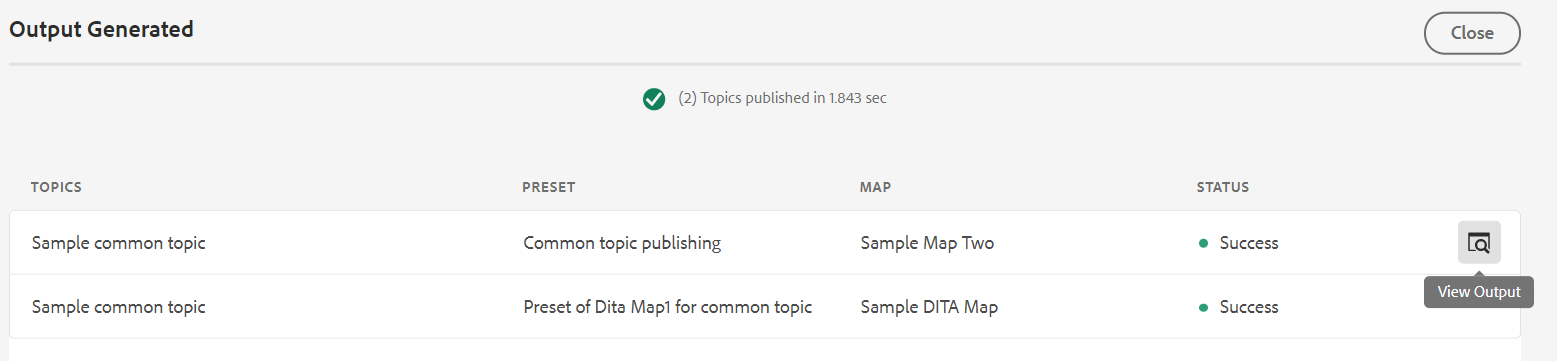 Output Generated
Close
(2) Topics published in 1.843 sec
TOPICS PRESET MAP STATUS
Sample common topic Common topic publishing Sample Map Two Success
View Output
Sample common topic Preset of Dita Map1 for common topic Sample DITA Map Success